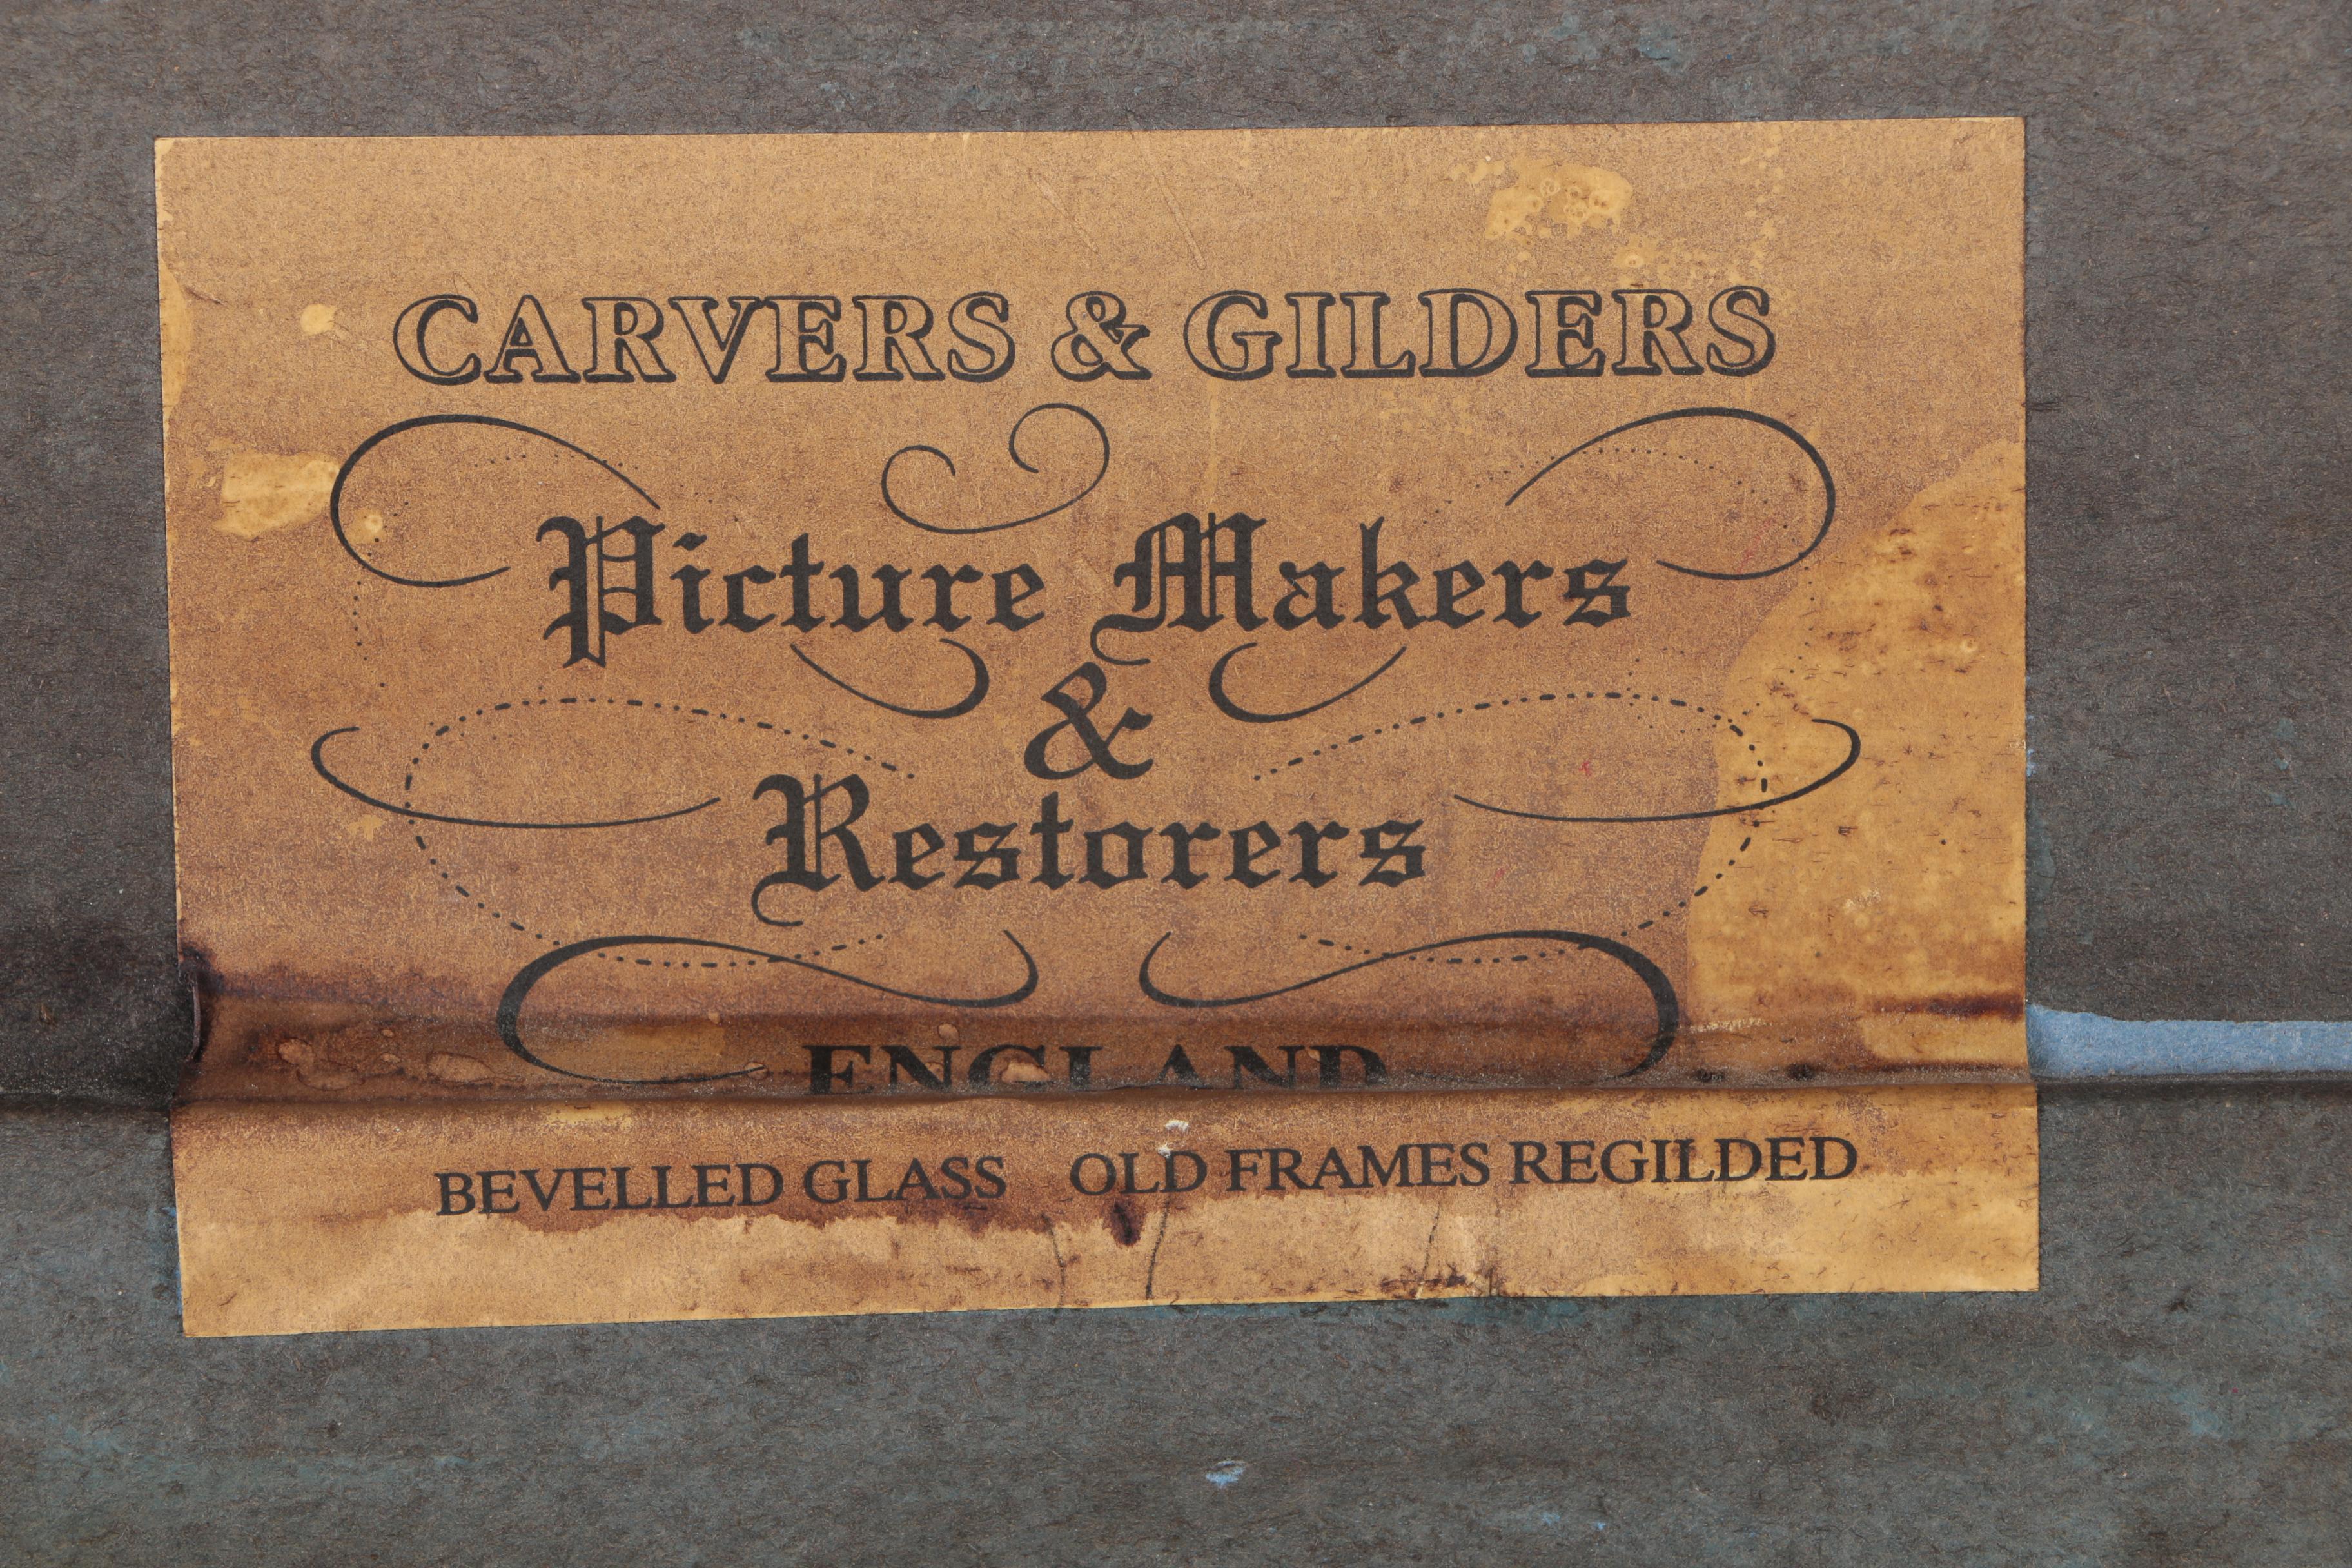 CARVERS & GILDERS
Picture Makers
&
Restorers
ENGLAND
BEVELLED GLASS OLD FRAMES REGILDED